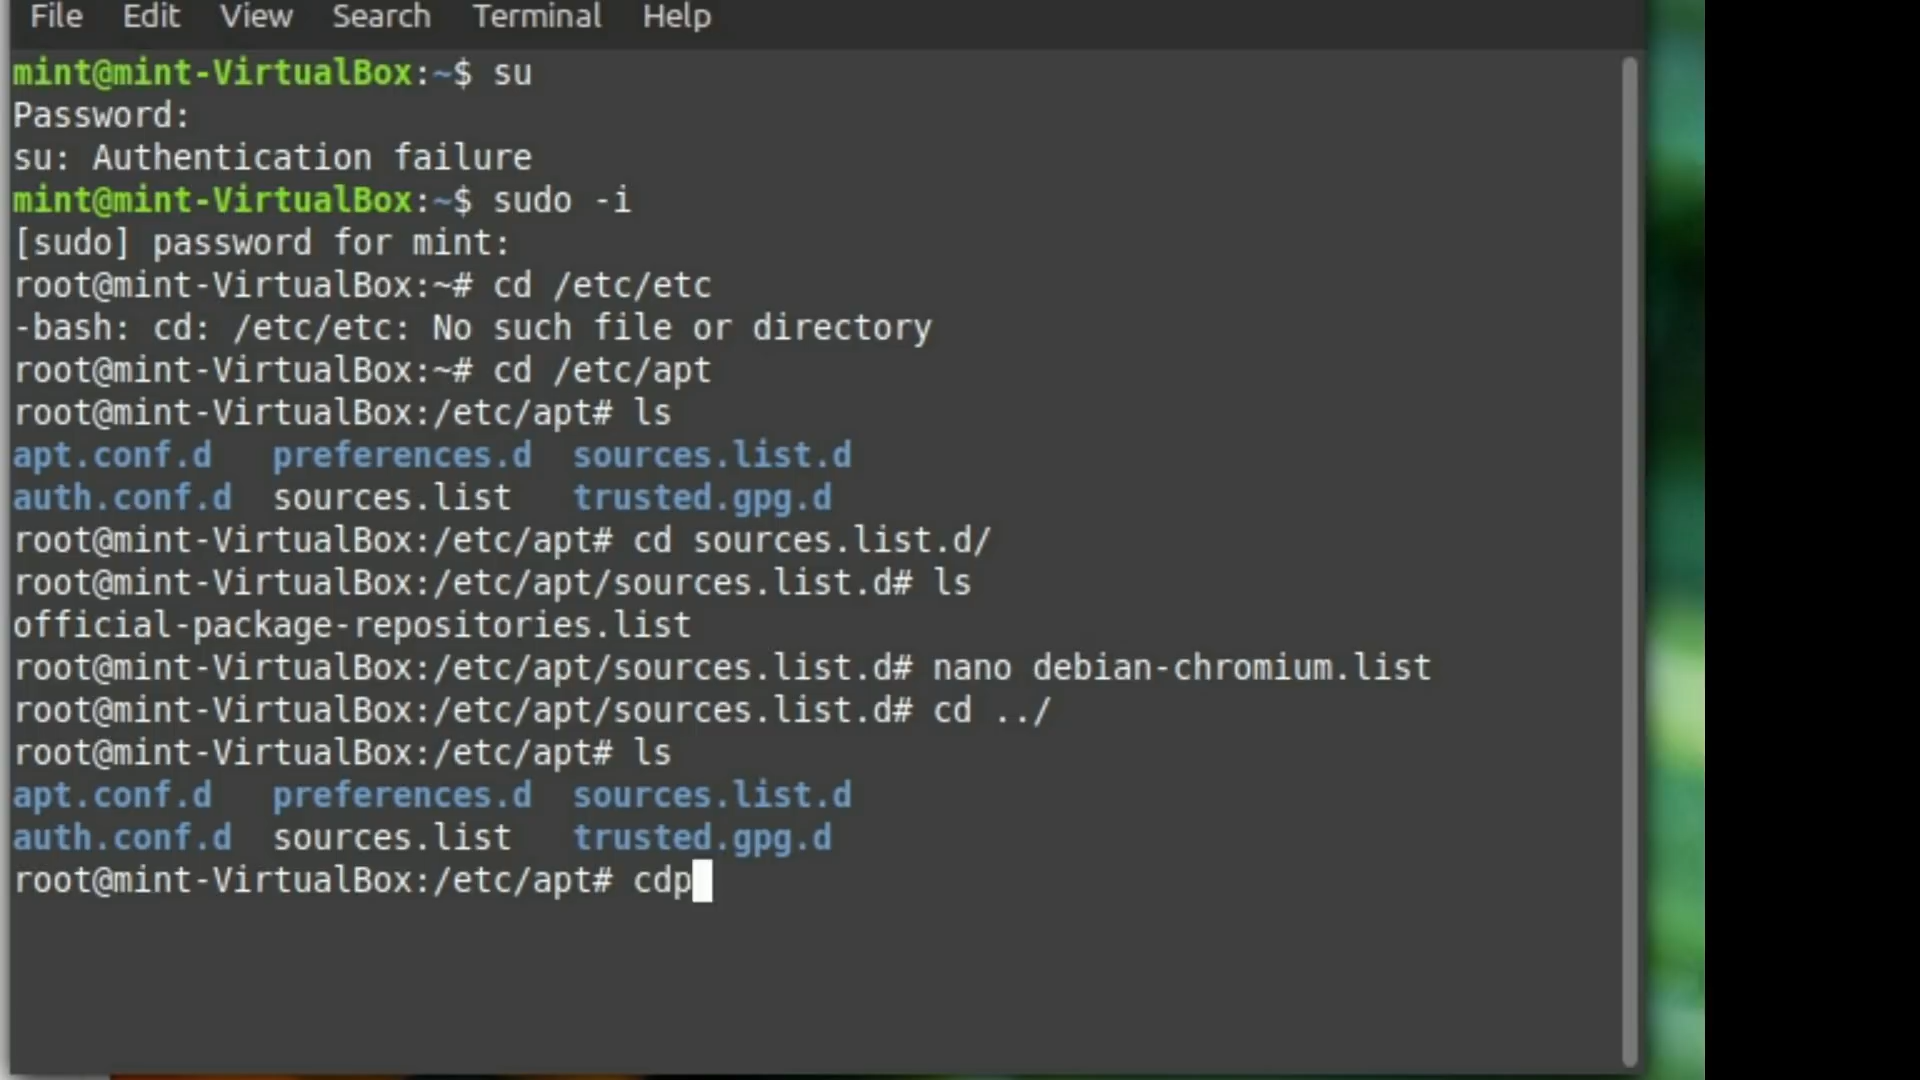 File Edit View Search Terminal Help
mint@mint-VirtualBox:~$ su
Password:
su: Authentication failure
mint@mint-VirtualBox:~$ sudo -i
[sudo] password for mint:
root@mint-VirtualBox:~# cd /etc/etc
-bash: cd: /etc/etc: No such file or directory
root@mint-VirtualBox:~# cd /etc/apt
root@mint-VirtualBox:/etc/apt# ls
apt.conf.d preferences.d sources.list.d
auth.conf.d sources.list trusted.gpg.d
root@mint-VirtualBox:/etc/apt# cd sources.list.d/
root@mint-VirtualBox:/etc/apt/sources.list.d# ls
official-package-repositories.list
root@mint-VirtualBox:/etc/apt/sources.list.d# nano debian-chromium.list
root@mint-VirtualBox:/etc/apt/sources.list.d# cd ../
root@mint-VirtualBox:/etc/apt# ls
apt.conf.d preferences.d sources.list.d
auth.conf.d sources.list trusted.gpg.d
root@mint-VirtualBox:/etc/apt# cdp